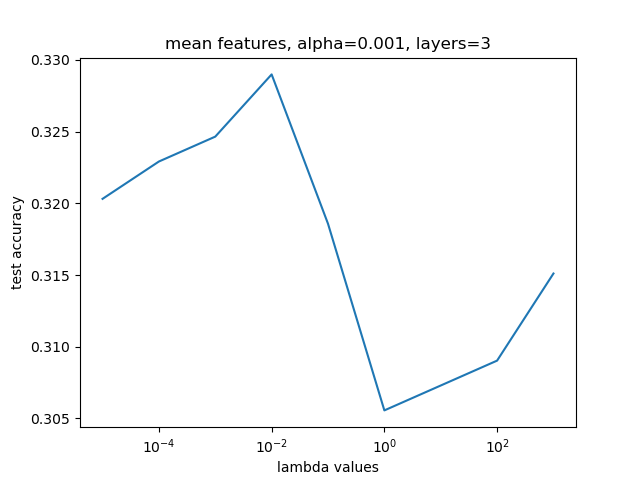 mean features, alpha=0.001, layers=3
0.330
0.325
0.320
0.315
0.310
0.305
test accuracy
10⁻⁴ 10⁻² 10⁰ 10²
lambda values